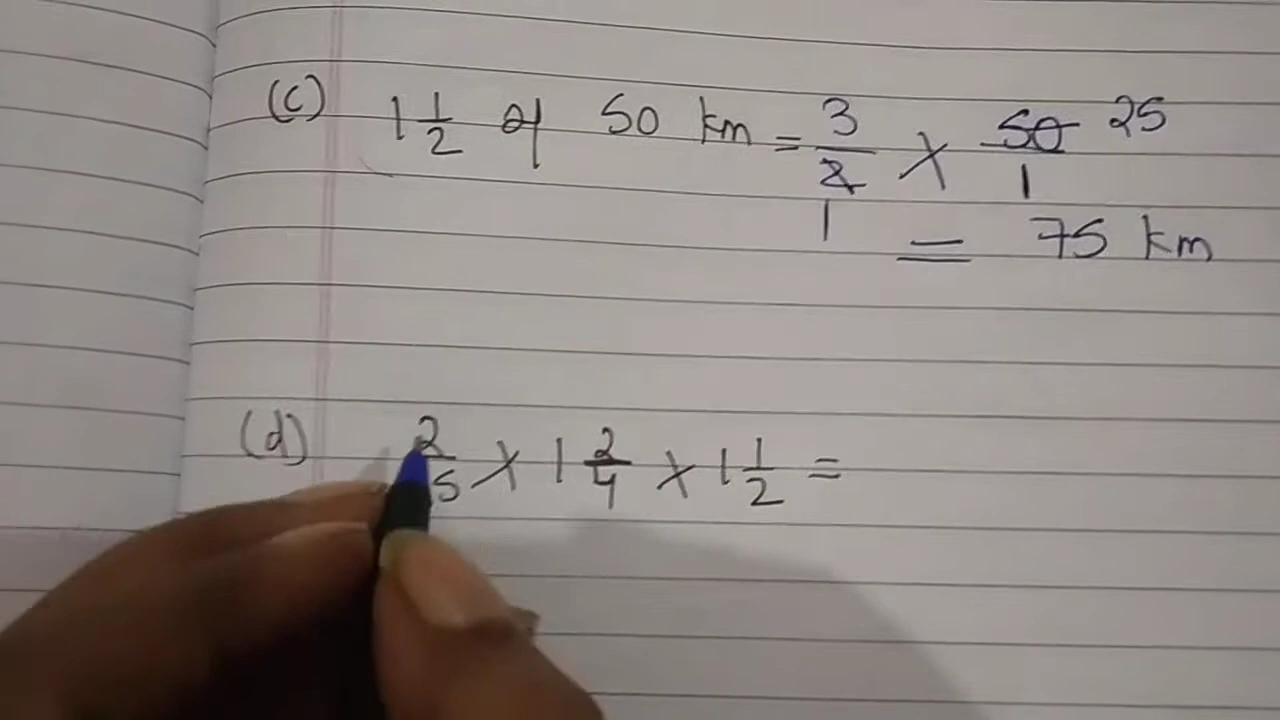 (c) 1 1/2 of 50 km = 3/2 × 50/1 25
1 = 75 km
(d) 2/5 × 1 2/4 × 1 1/2 =